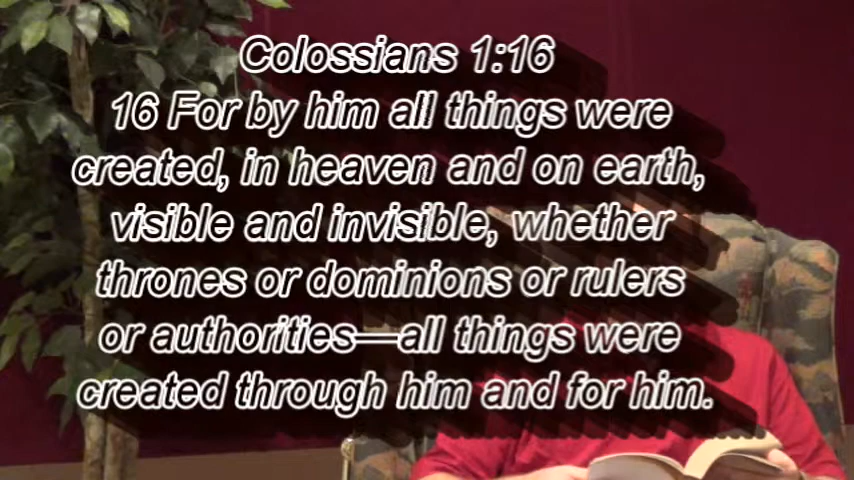 Colossians 1:16
16 For by him all things were
created, in heaven and on earth,
visible and invisible, whether
thrones or dominions or rulers
or authorities—all things were
created through him and for him.